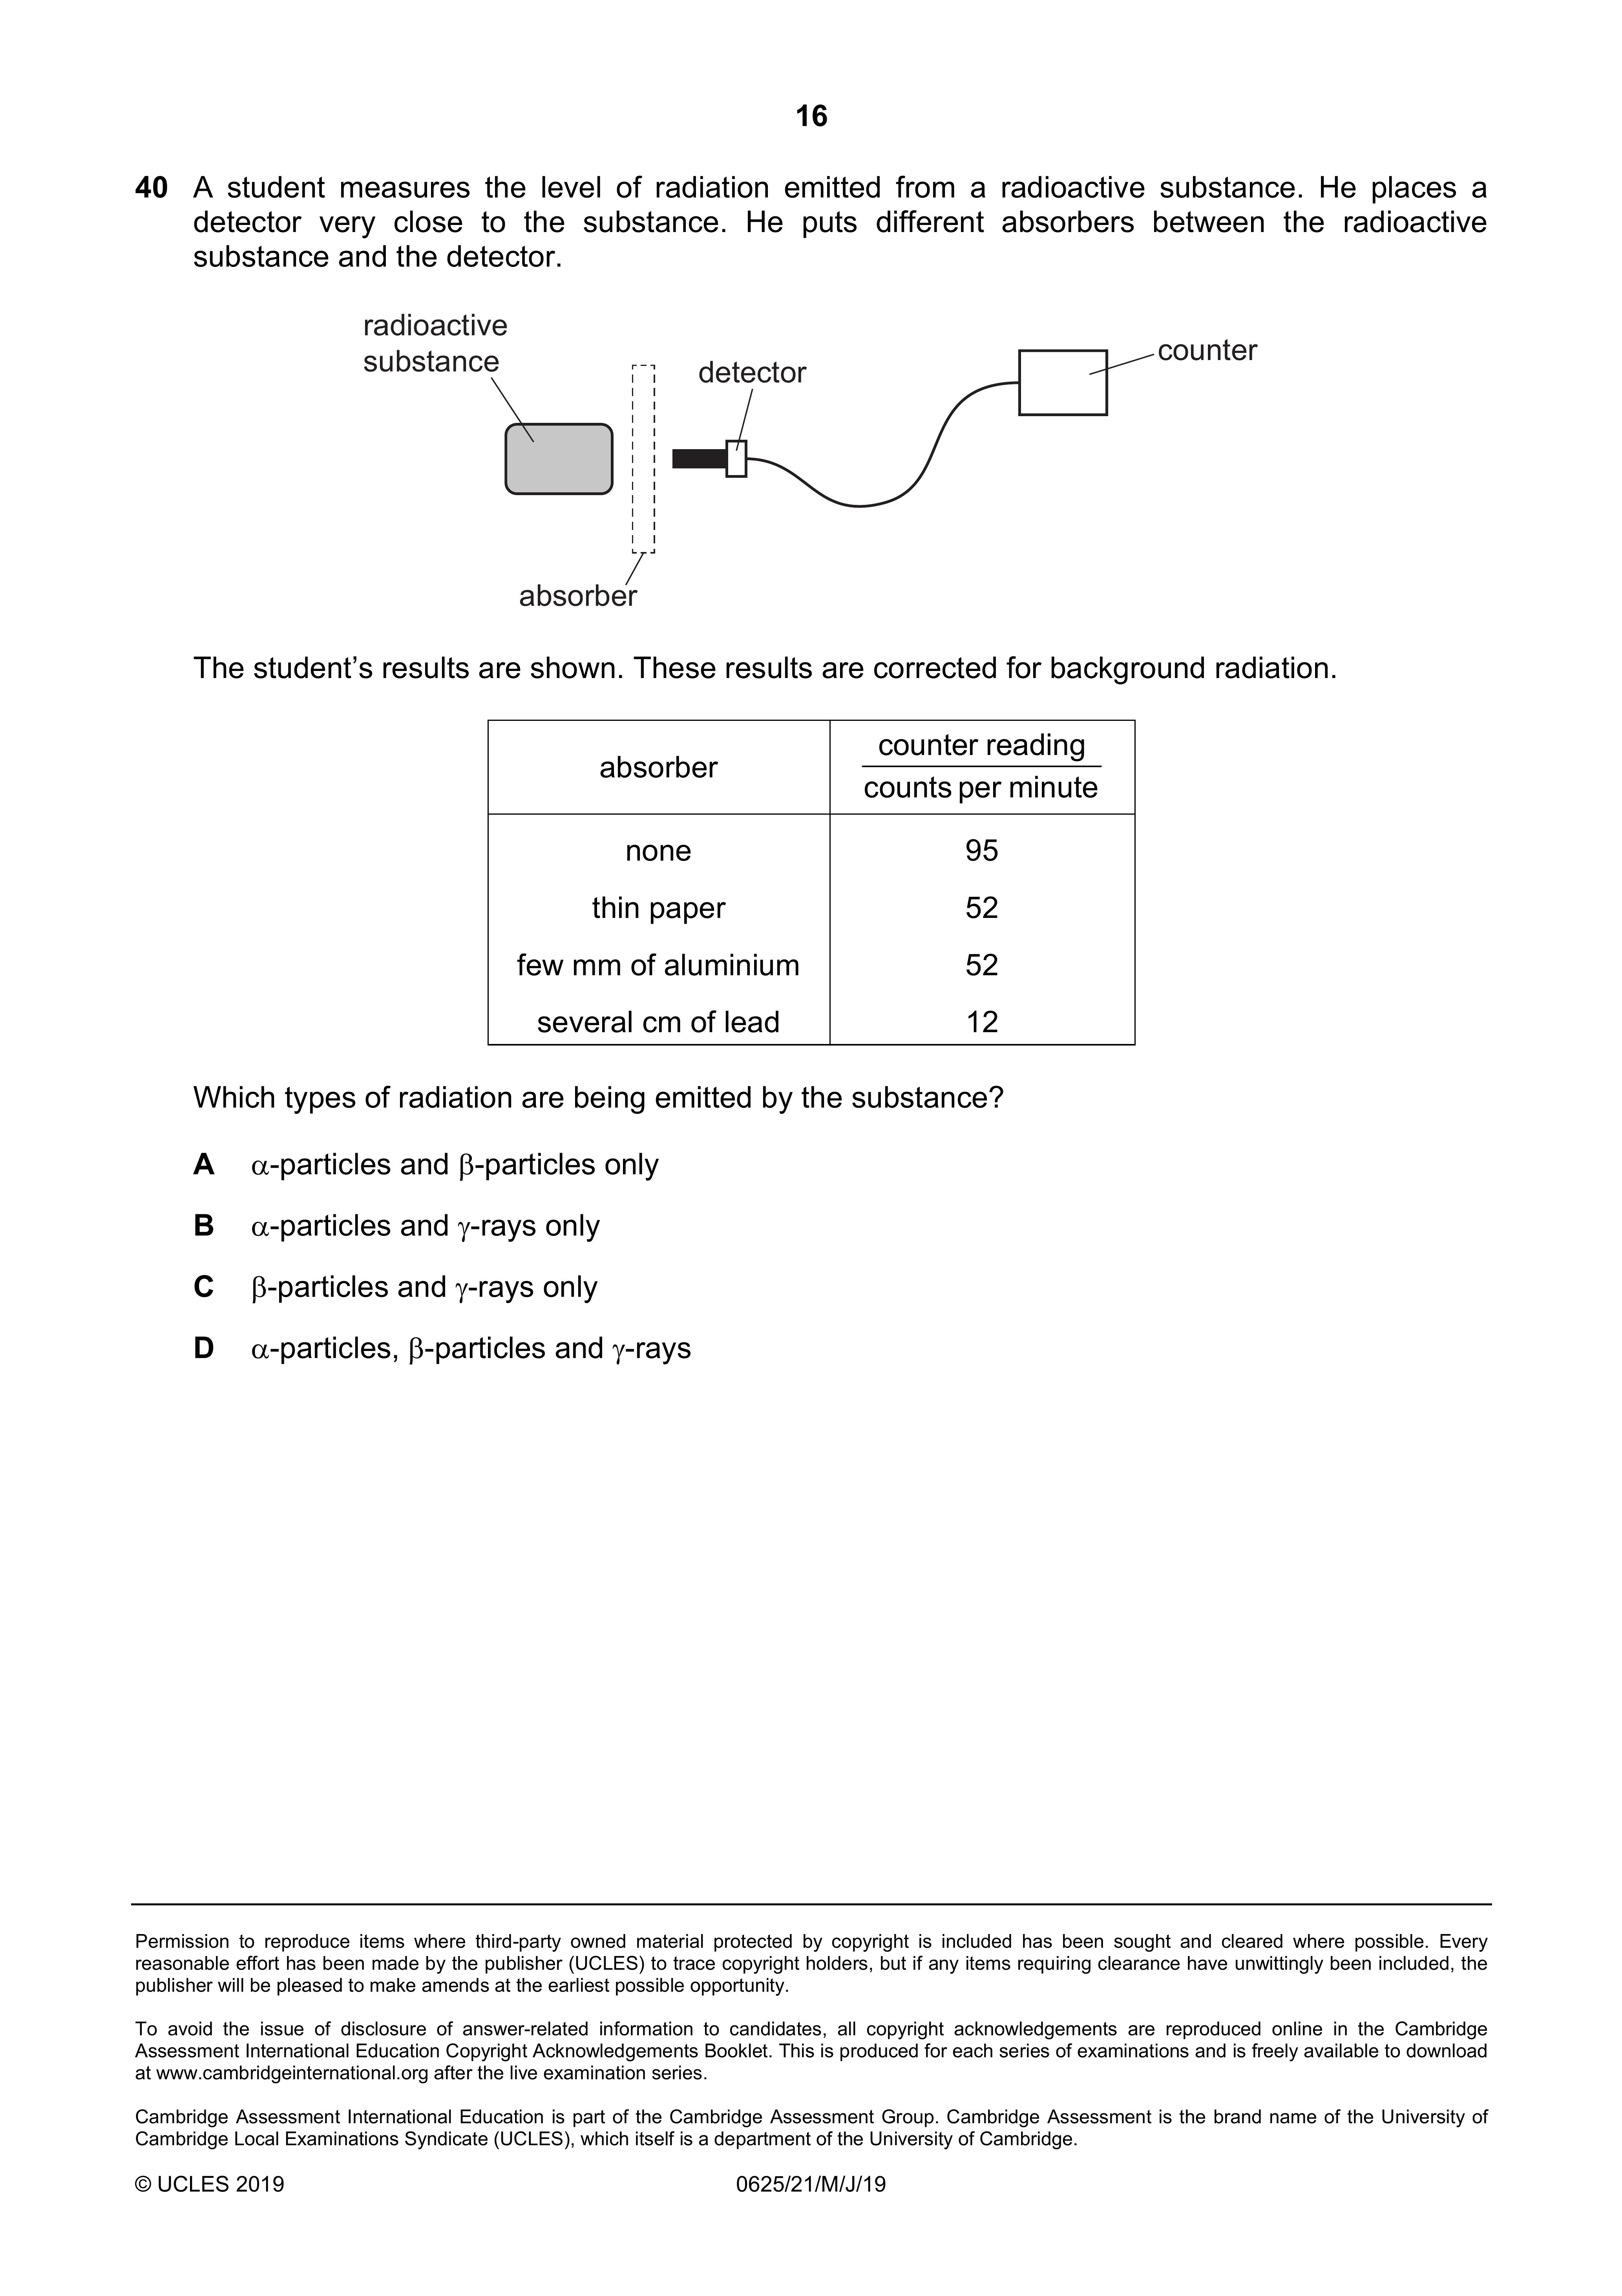 16
40 A student measures the level of radiation emitted from a radioactive substance. He places a
detector very close to the substance. He puts different absorbers between the radioactive
substance and the detector.
radioactive
substance
detector
counter
absorber
The student’s results are shown. These results are corrected for background radiation.
absorber
counter reading
counts per minute
none 95
thin paper 52
few mm of aluminium 52
several cm of lead 12
Which types of radiation are being emitted by the substance?
A α-particles and β-particles only
B α-particles and γ-rays only
C β-particles and γ-rays only
D α-particles, β-particles and γ-rays
Permission to reproduce items where third-party owned material protected by copyright is included has been sought and cleared where possible. Every
reasonable effort has been made by the publisher (UCLES) to trace copyright holders, but if any items requiring clearance have unwittingly been included, the
publisher will be pleased to make amends at the earliest possible opportunity.
To avoid the issue of disclosure of answer-related information to candidates, all copyright acknowledgements are reproduced online in the Cambridge
Assessment International Education Copyright Acknowledgements Booklet. This is produced for each series of examinations and is freely available to download
at www.cambridgeinternational.org after the live examination series.
Cambridge Assessment International Education is part of the Cambridge Assessment Group. Cambridge Assessment is the brand name of the University of
Cambridge Local Examinations Syndicate (UCLES), which itself is a department of the University of Cambridge.
© UCLES 2019 0625/21/M/J/19